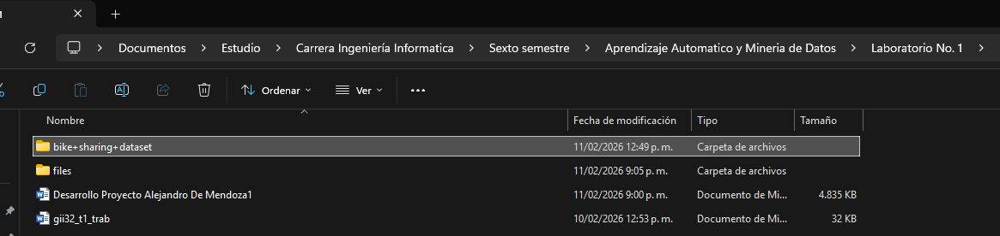 Documentos > Estudio > Carrera Ingeniería Informatica > Sexto semestre > Aprendizaje Automatico y Mineria de Datos > Laboratorio No. 1 >
Ordenar Ver ...
Nombre Fecha de modificación Tipo Tamaño
bike+sharing+dataset 11/02/2026 12:49 p. m. Carpeta de archivos
files 11/02/2026 9:05 p. m. Carpeta de archivos
Desarrollo Proyecto Alejandro De Mendoza1 11/02/2026 9:00 p. m. Documento de Mi... 4.835 KB
gii32_t1_trab 10/02/2026 12:53 p. m. Documento de Mi... 32 KB